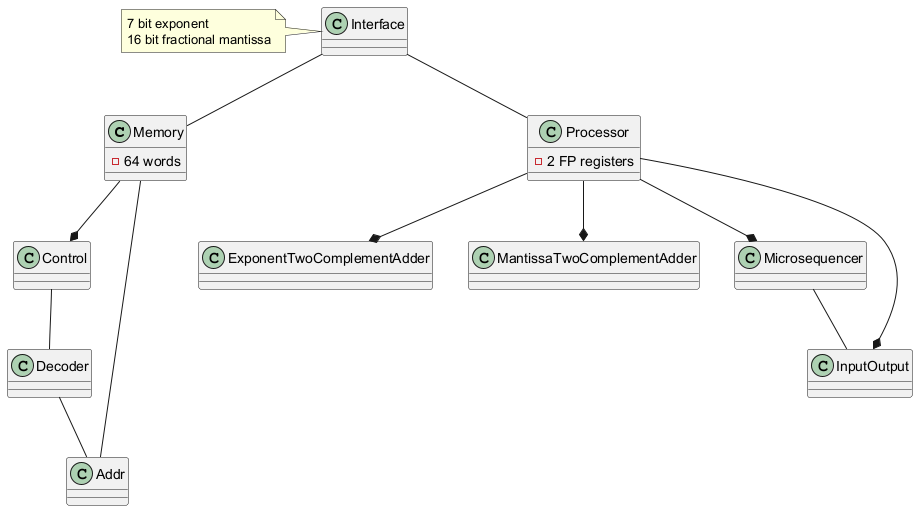 7 bit exponent
16 bit fractional mantissa
C Interface
C Memory
64 words
C Processor
2 FP registers
C Control
C ExponentTwoComplementAdder
C MantissaTwoComplementAdder
C Microsequencer
C Decoder
C InputOutput
C Addr